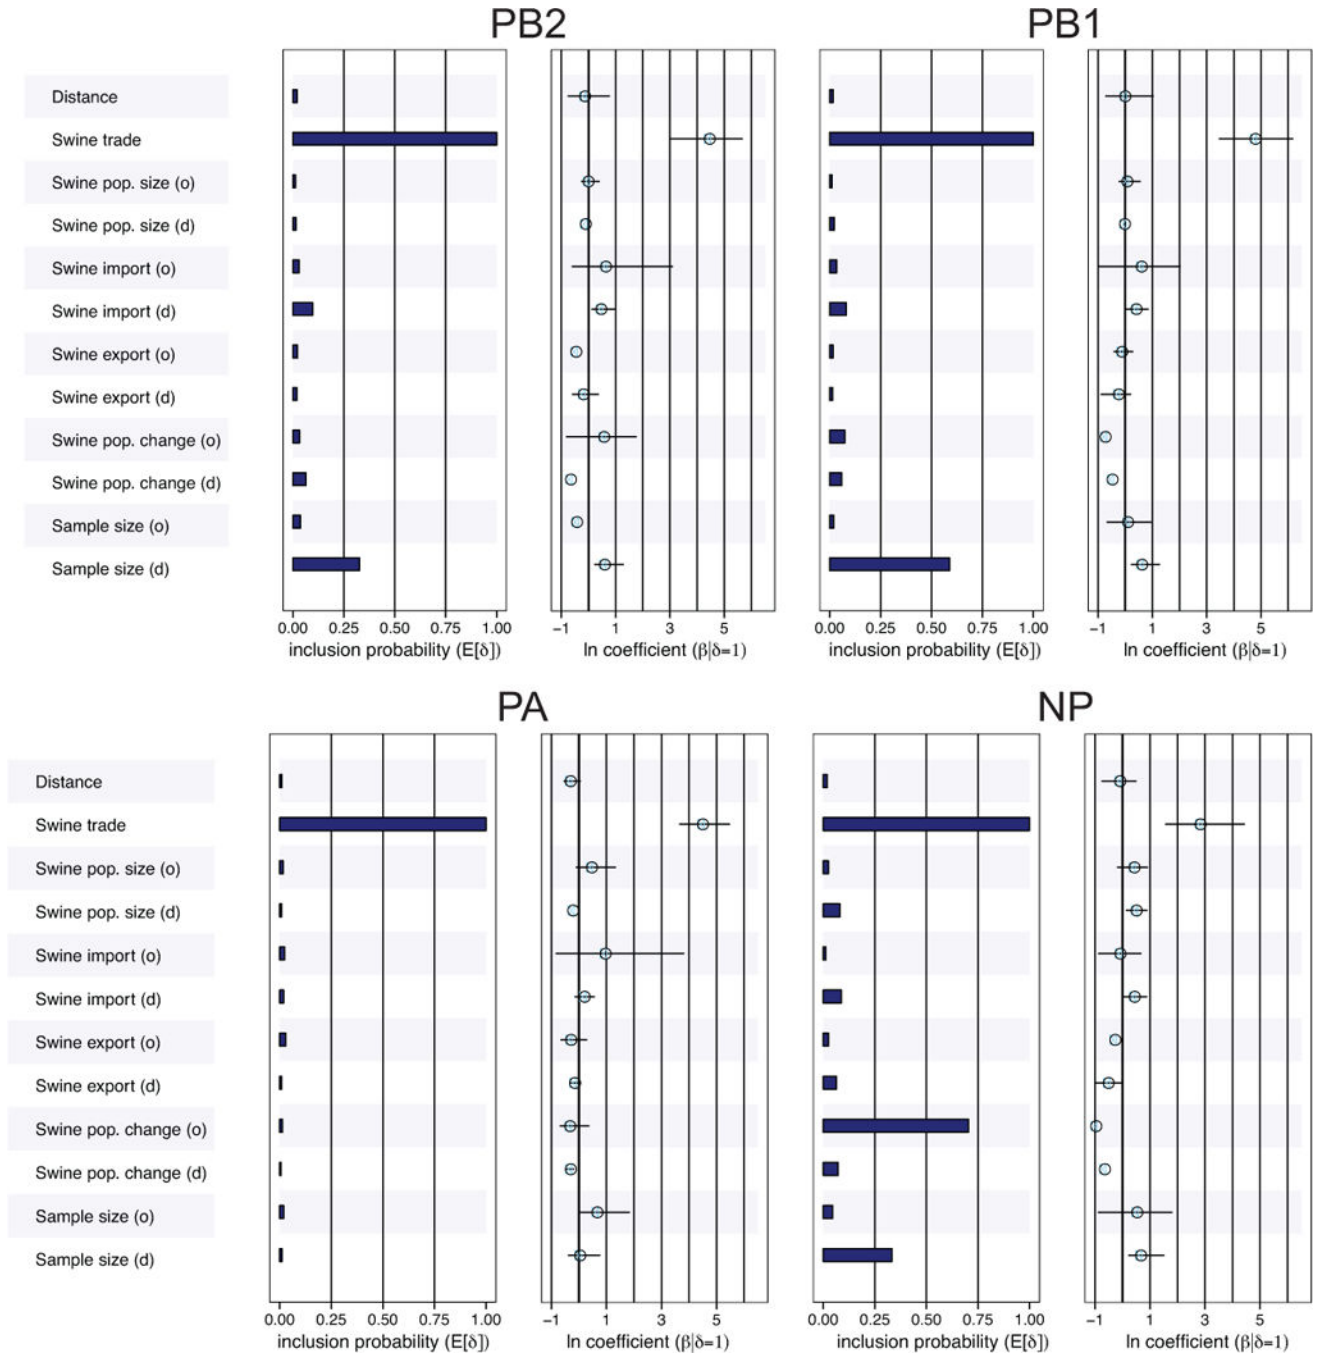 PB2 PB1
Distance
Swine trade
Swine pop. size (o)
Swine pop. size (d)
Swine import (o)
Swine import (d)
Swine export (o)
Swine export (d)
Swine pop. change (o)
Swine pop. change (d)
Sample size (o)
Sample size (d)
0.00 0.25 0.50 0.75 1.00 −1 1 3 5 0.00 0.25 0.50 0.75 1.00 −1 1 3 5
inclusion probability (E[δ]) ln coefficient (β|δ=1) inclusion probability (E[δ]) ln coefficient (β|δ=1)
PA NP
Distance
Swine trade
Swine pop. size (o)
Swine pop. size (d)
Swine import (o)
Swine import (d)
Swine export (o)
Swine export (d)
Swine pop. change (o)
Swine pop. change (d)
Sample size (o)
Sample size (d)
0.00 0.25 0.50 0.75 1.00 −1 1 3 5 0.00 0.25 0.50 0.75 1.00 −1 1 3 5
inclusion probability (E[δ]) ln coefficient (β|δ=1) inclusion probability (E[δ]) ln coefficient (β|δ=1)